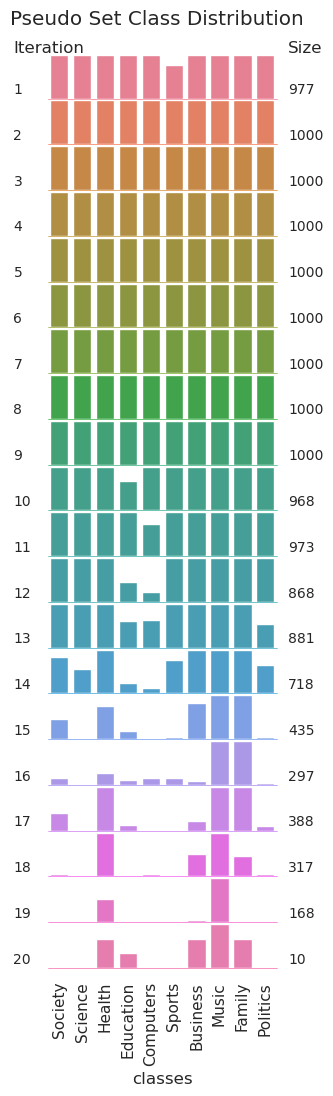 Pseudo Set Class Distribution
Iteration Size
1 977
2 1000
3 1000
4 1000
5 1000
6 1000
7 1000
8 1000
9 1000
10 968
11 973
12 868
13 881
14 718
15 435
16 297
17 388
18 317
19 168
20 10
Society
Science
Health
Education
Computers
Sports
Business
Music
Family
Politics
classes